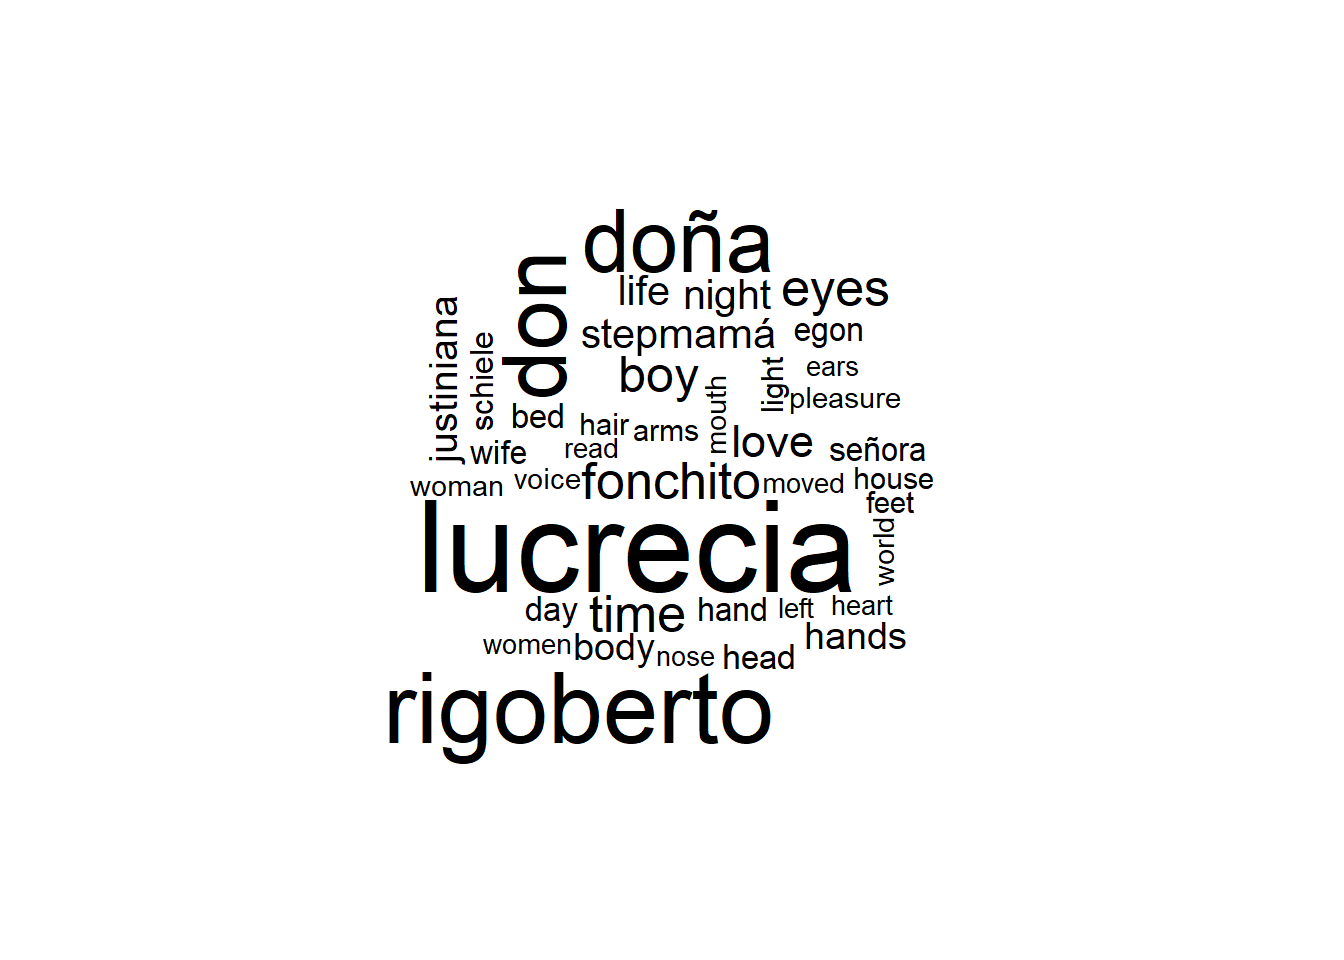 doña
don
life
night
eyes
stepmamá
egon
justiniana
schiele
boy
mouth
light
ears
pleasure
bed
hair
arms
love
señora
wife
read
woman
voice
fonchito
moved
house
feet
lucrecia
world
day
time
hand
left
heart
hands
women
body
nose
head
rigoberto